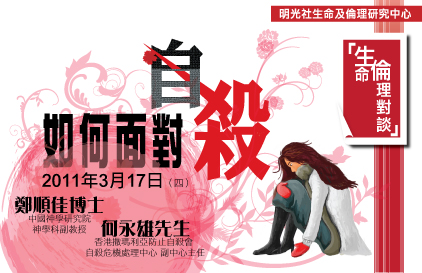 明光社生命及倫理研究中心
「生命倫理對談」
如何面對自殺
2011年3月17日 (四)
鄭順佳博士
中國神學研究院
神學科副教授
何永雄先生
香港撒瑪利亞防止自殺會
自殺危機處理中心 副中心主任